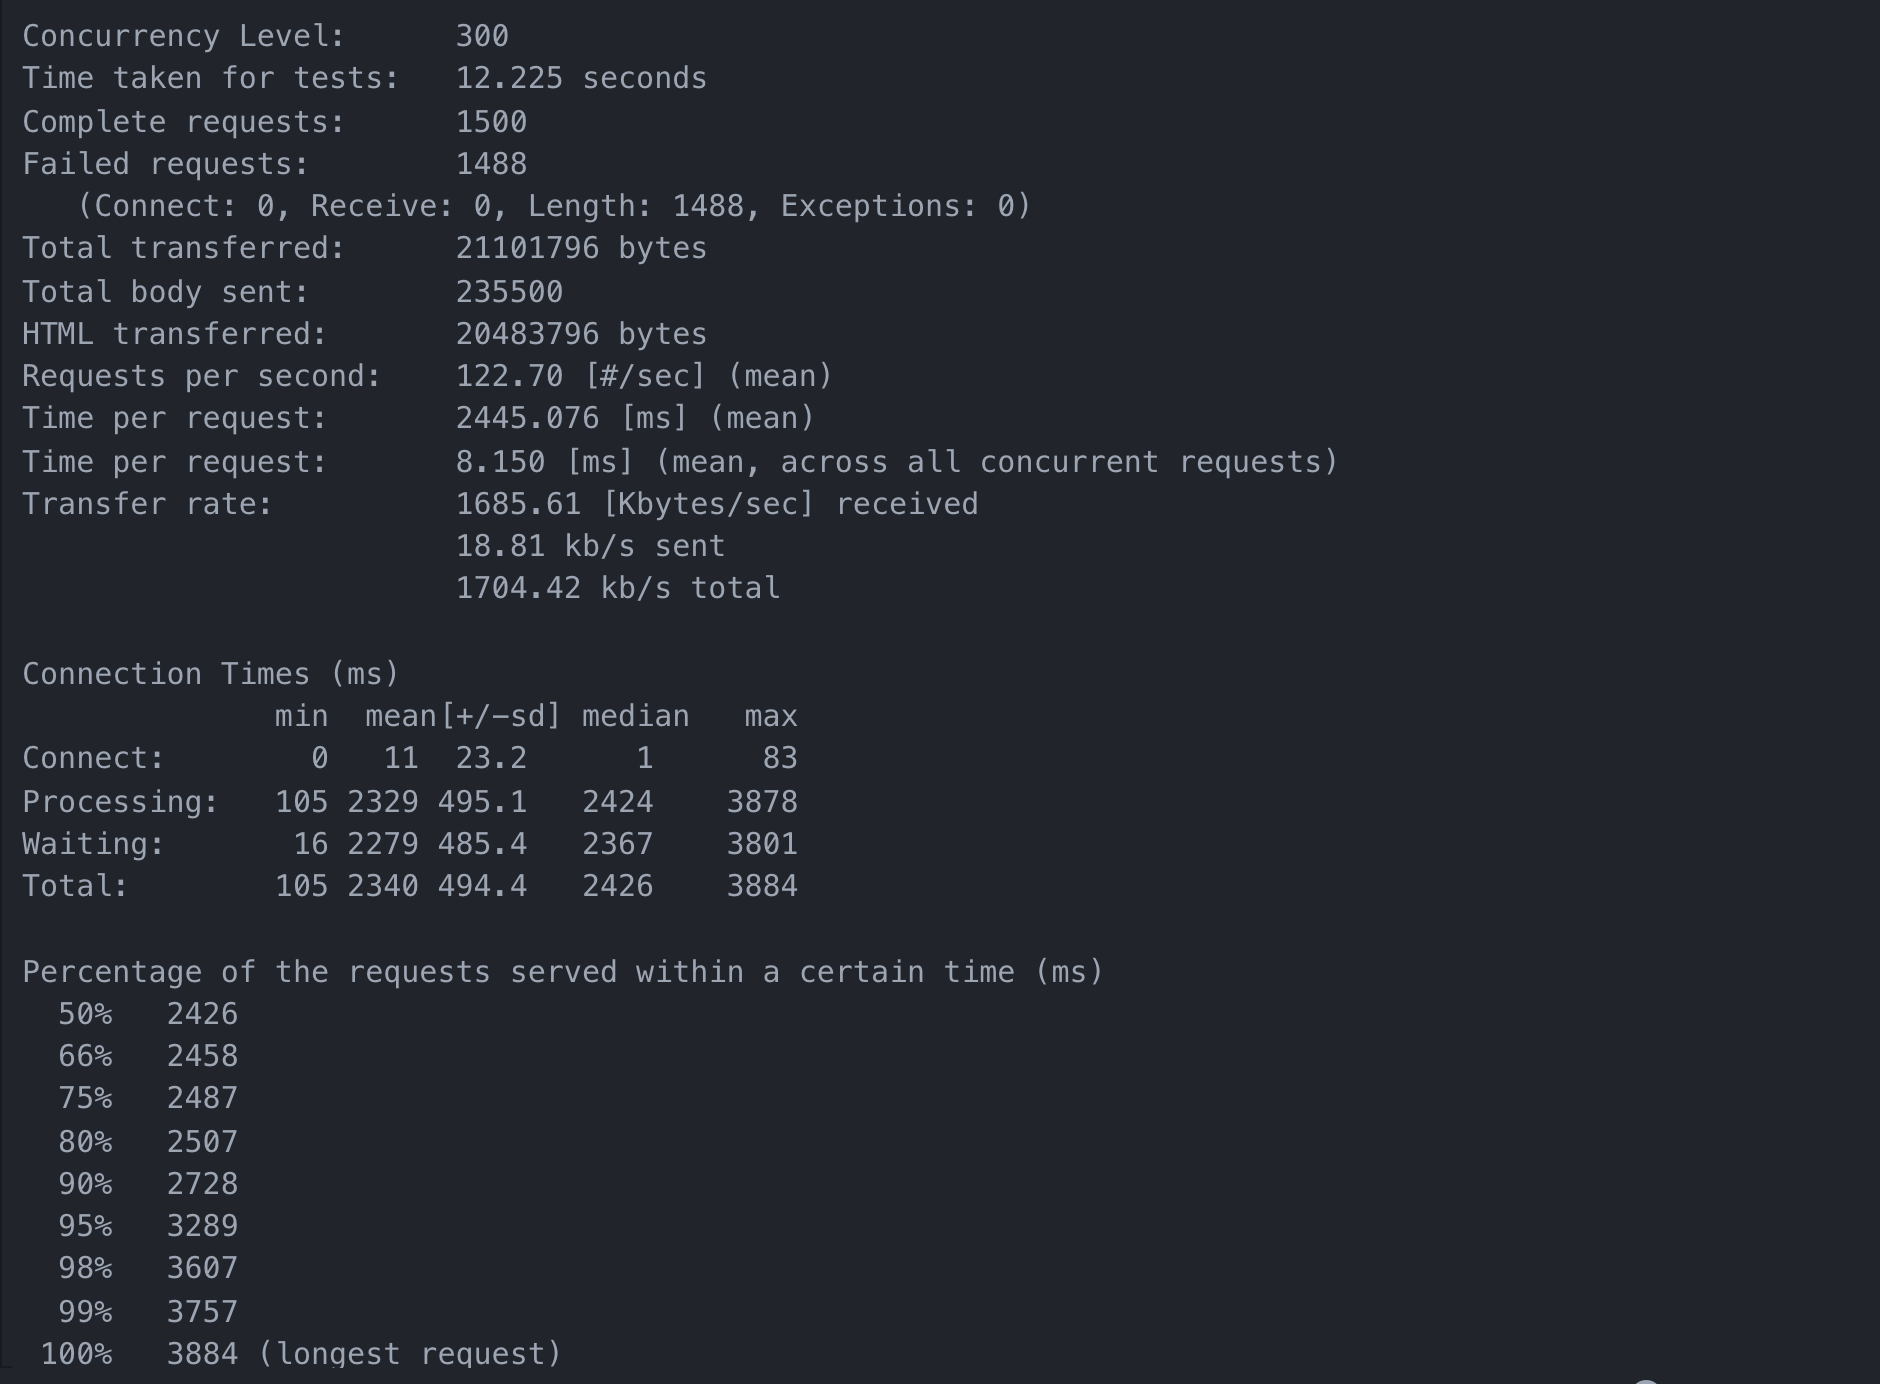 Concurrency Level:      300
Time taken for tests:   12.225 seconds
Complete requests:      1500
Failed requests:        1488
   (Connect: 0, Receive: 0, Length: 1488, Exceptions: 0)
Total transferred:      21101796 bytes
Total body sent:        235500
HTML transferred:       20483796 bytes
Requests per second:    122.70 [#/sec] (mean)
Time per request:       2445.076 [ms] (mean)
Time per request:       8.150 [ms] (mean, across all concurrent requests)
Transfer rate:          1685.61 [Kbytes/sec] received
                        18.81 kb/s sent
                        1704.42 kb/s total

Connection Times (ms)
              min  mean[+/-sd] median   max
Connect:        0   11  23.2      1      83
Processing:   105 2329 495.1   2424    3878
Waiting:       16 2279 485.4   2367    3801
Total:        105 2340 494.4   2426    3884

Percentage of the requests served within a certain time (ms)
  50%   2426
  66%   2458
  75%   2487
  80%   2507
  90%   2728
  95%   3289
  98%   3607
  99%   3757
 100%   3884 (longest request)